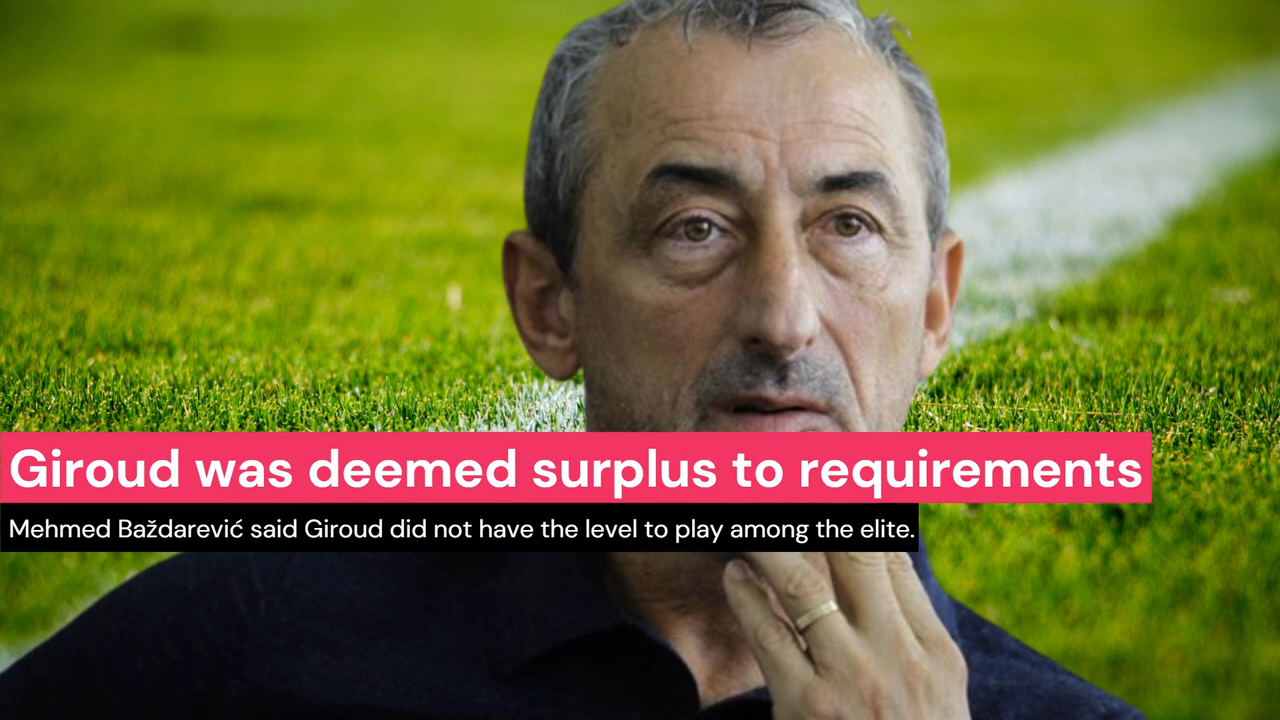 Giroud was deemed surplus to requirements
Mehmed Baždarević said Giroud did not have the level to play among the elite.